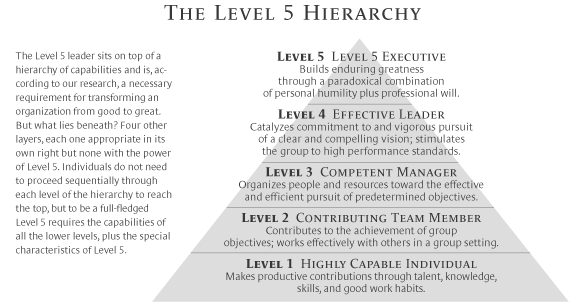 THE LEVEL 5 HIERARCHY
The Level 5 leader sits on top of a
hierarchy of capabilities and is, ac-
cording to our research, a necessary
requirement for transforming an
organization from good to great.
But what lies beneath? Four other
layers, each one appropriate in its
own right but none with the power
of Level 5. Individuals do not need
to proceed sequentially through
each level of the hierarchy to reach
the top, but to be a full-fledged
Level 5 requires the capabilities of
all the lower levels, plus the special
characteristics of Level 5.
LEVEL 5 LEVEL 5 EXECUTIVE
Builds enduring greatness
through a paradoxical combination
of personal humility plus professional will.
LEVEL 4 EFFECTIVE LEADER
Catalyzes commitment to and vigorous pursuit
of a clear and compelling vision; stimulates
the group to high performance standards.
LEVEL 3 COMPETENT MANAGER
Organizes people and resources toward the effective
and efficient pursuit of predetermined objectives.
LEVEL 2 CONTRIBUTING TEAM MEMBER
Contributes to the achievement of group
objectives; works effectively with others in a group setting.
LEVEL 1 HIGHLY CAPABLE INDIVIDUAL
Makes productive contributions through talent, knowledge,
skills, and good work habits.